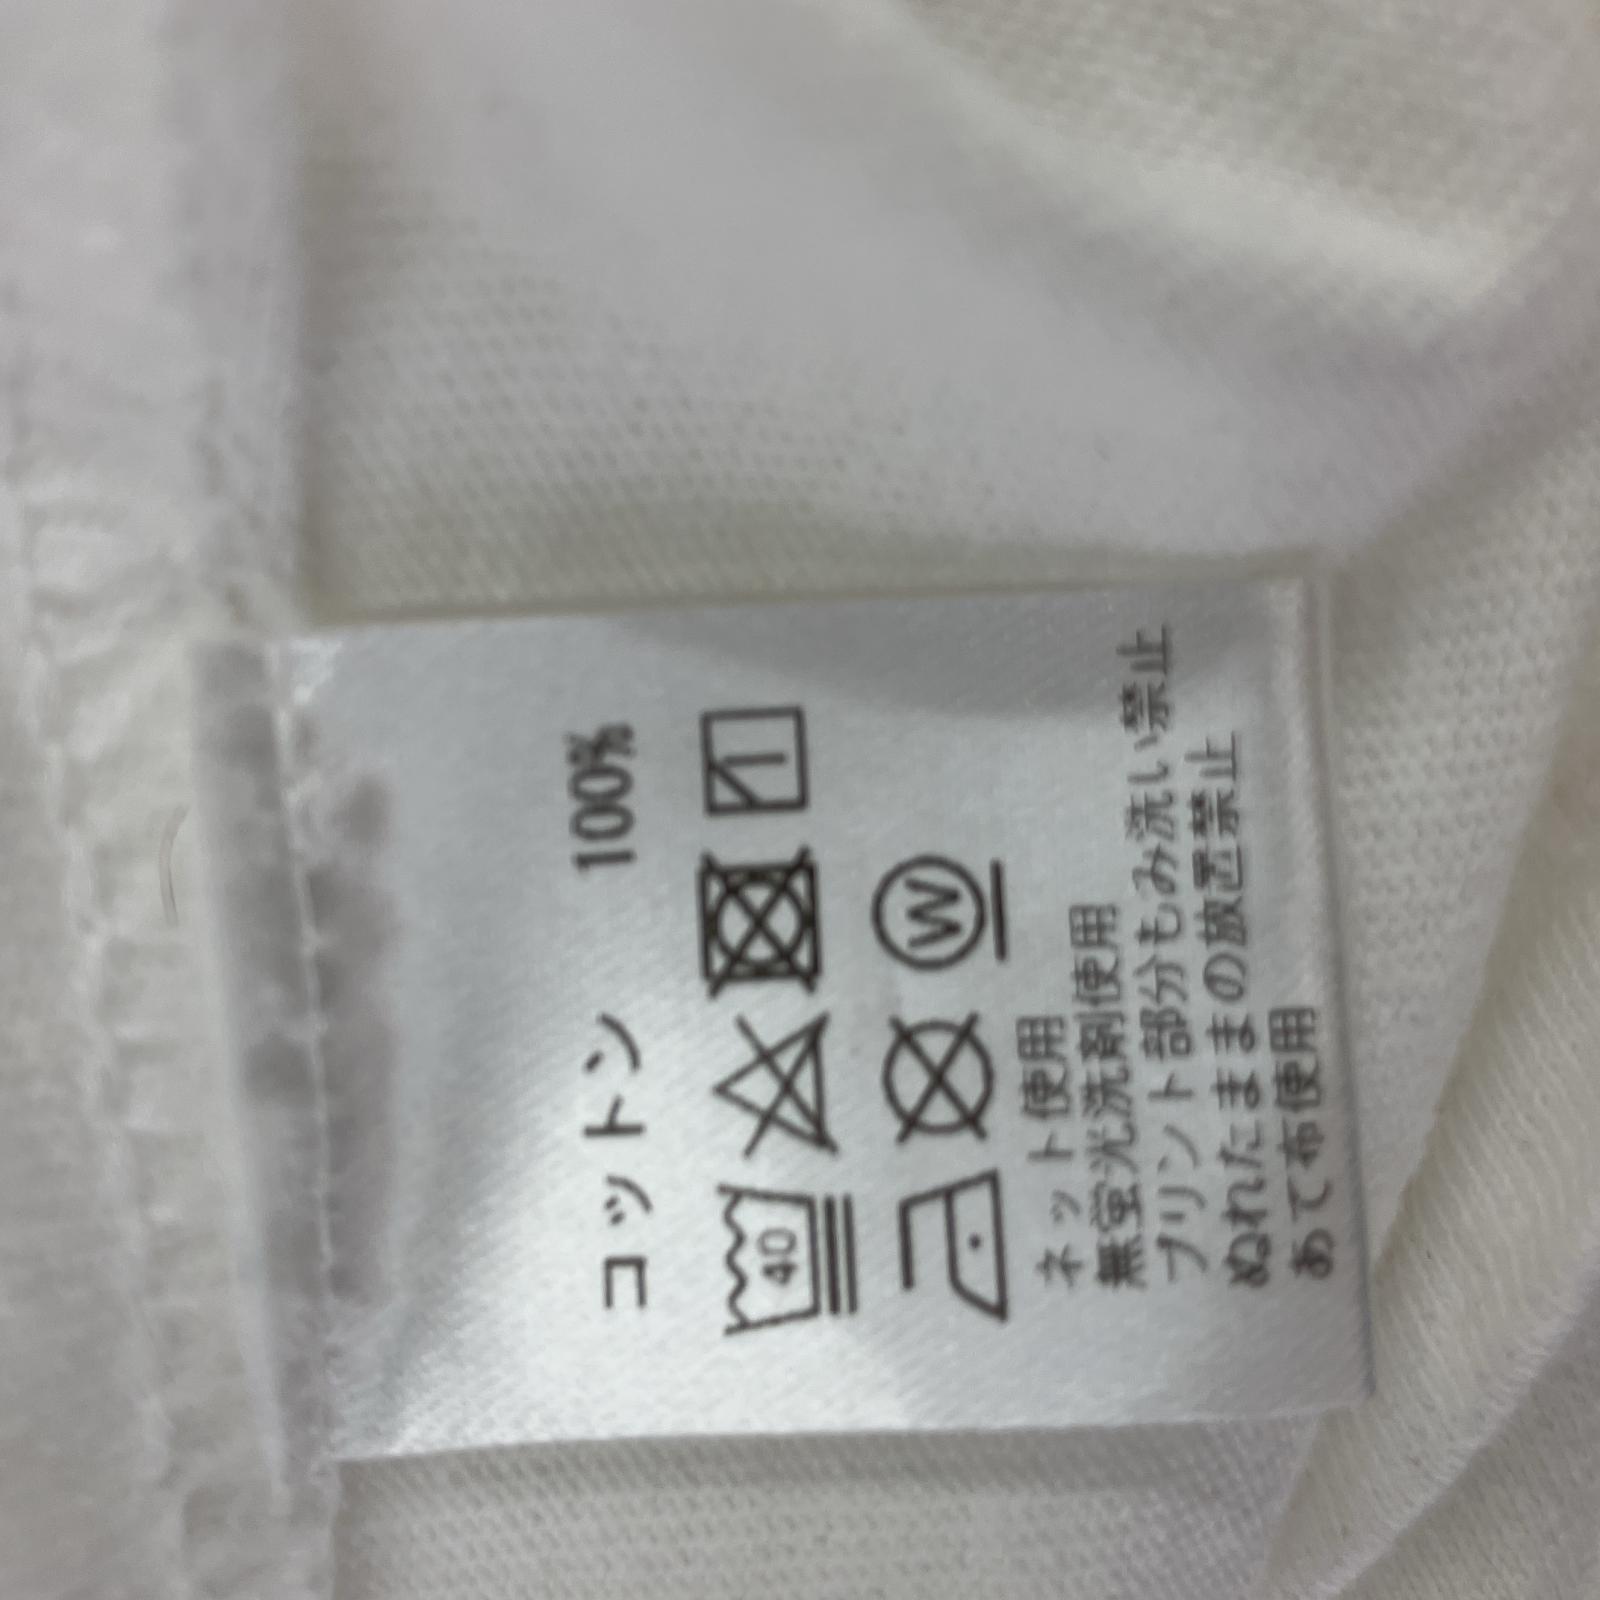 コットン 100%
40
W
ネット使用
無蛍光洗剤使用
プリント部分もみ洗い禁止
ぬれたままの放置禁止
あて布使用